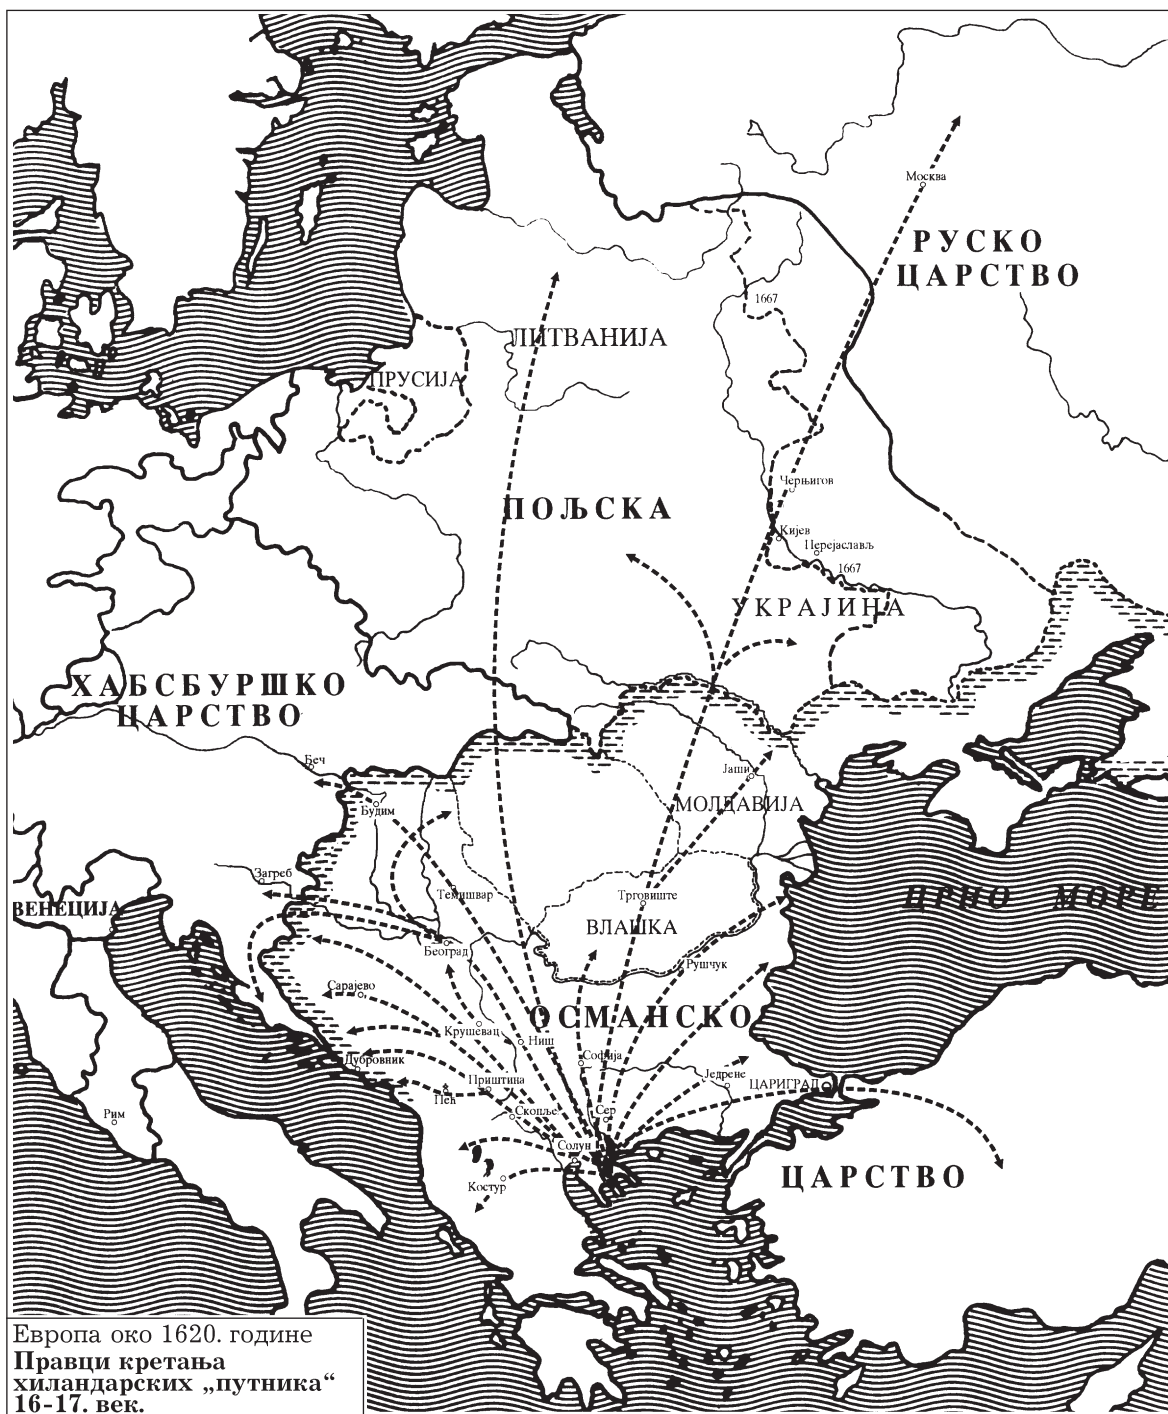 Москва
РУСКО
ЦАРСТВО
1667
ЛИТВАНИЈА
ПРУСИЈА
Черњигов
ПОЉСКА
Кијев
Перејаслављ
1667
УКРАЈИНА
ХАБСБУРШКО
ЦАРСТВО
Беч
Јаши
Будим
МОЛДАВИЈА
Загреб
Темишвар
Трговиште
ЦРНО МОРЕ
ВЕНЕЦИЈА
ВЛАШКА
Београд
Рушчук
Сарајево
ОСМАНСКО
Крушевац
Ниш
Дубровник
Софија
Једрене
ЦАРИГРАД
Приштина
Пећ
Рим
Скопље
Сер
Солун
ЦАРСТВО
Костур
Европа око 1620. године
Правци кретања
хиландарских „путника“
16-17. век.